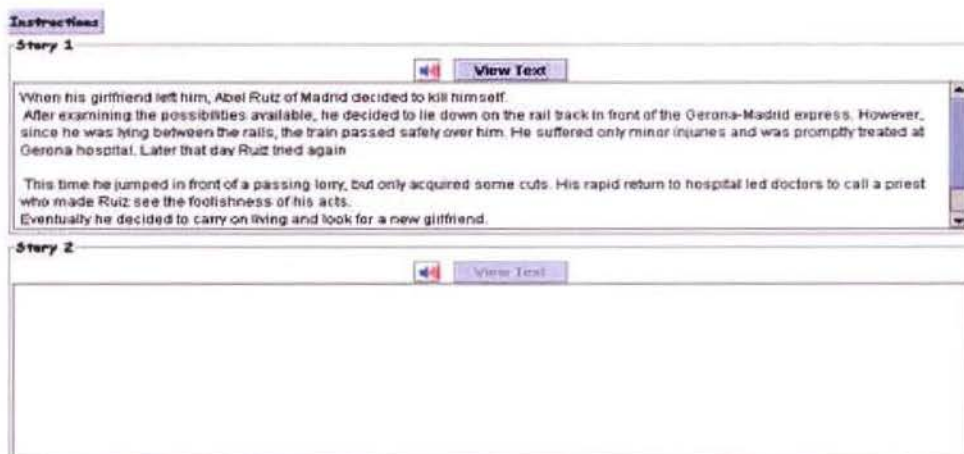 Instructions
Story 1
View Text
When his girlfriend left him, Abel Ruiz of Madrid decided to kill himself.
After examining the possibilities available, he decided to lie down on the rail track in front of the Gerona-Madrid express. However,
since he was lying between the rails, the train passed safely over him. He suffered only minor injuries and was promptly treated at
Gerona hospital. Later that day Ruiz tried again
This time he jumped in front of a passing lorry, but only acquired some cuts. His rapid return to hospital led doctors to call a priest
who made Ruiz see the foolishness of his acts.
Eventually he decided to carry on living and look for a new girlfriend.
Story 2
View Text